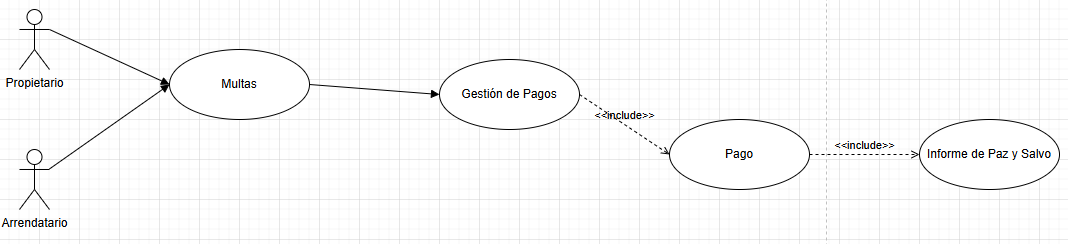 Propietario
Multas
Gestión de Pagos
<<include>>
Pago
<<include>>
Informe de Paz y Salvo
Arrendatario